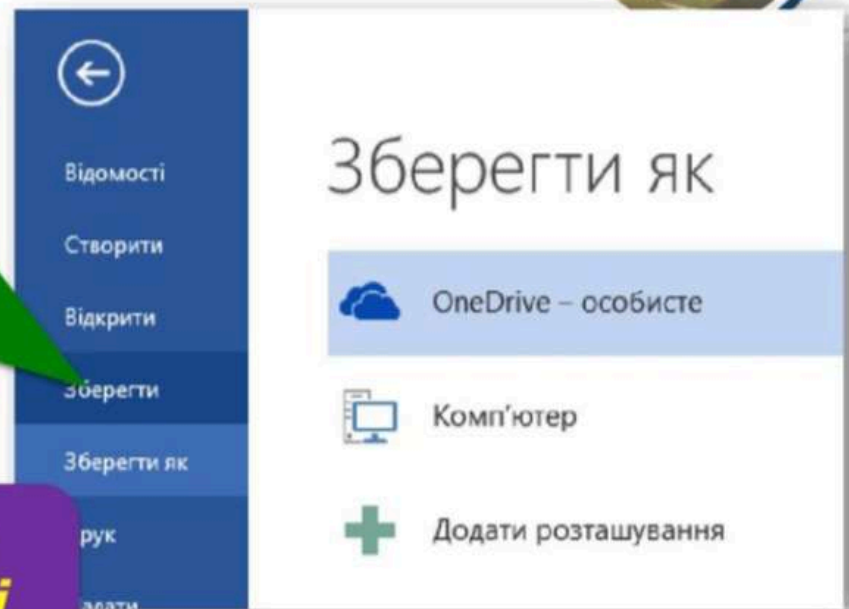 Відомості
Створити
Відкрити
Зберегти
Зберегти як
Зберегти як
OneDrive – особисте
Комп'ютер
Додати розташування